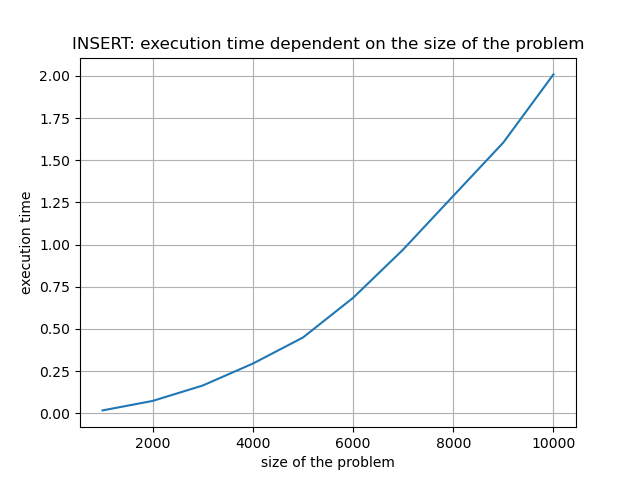 INSERT: execution time dependent on the size of the problem
2.00
1.75
1.50
1.25
1.00
0.75
0.50
0.25
0.00
execution time
2000 4000 6000 8000 10000
size of the problem